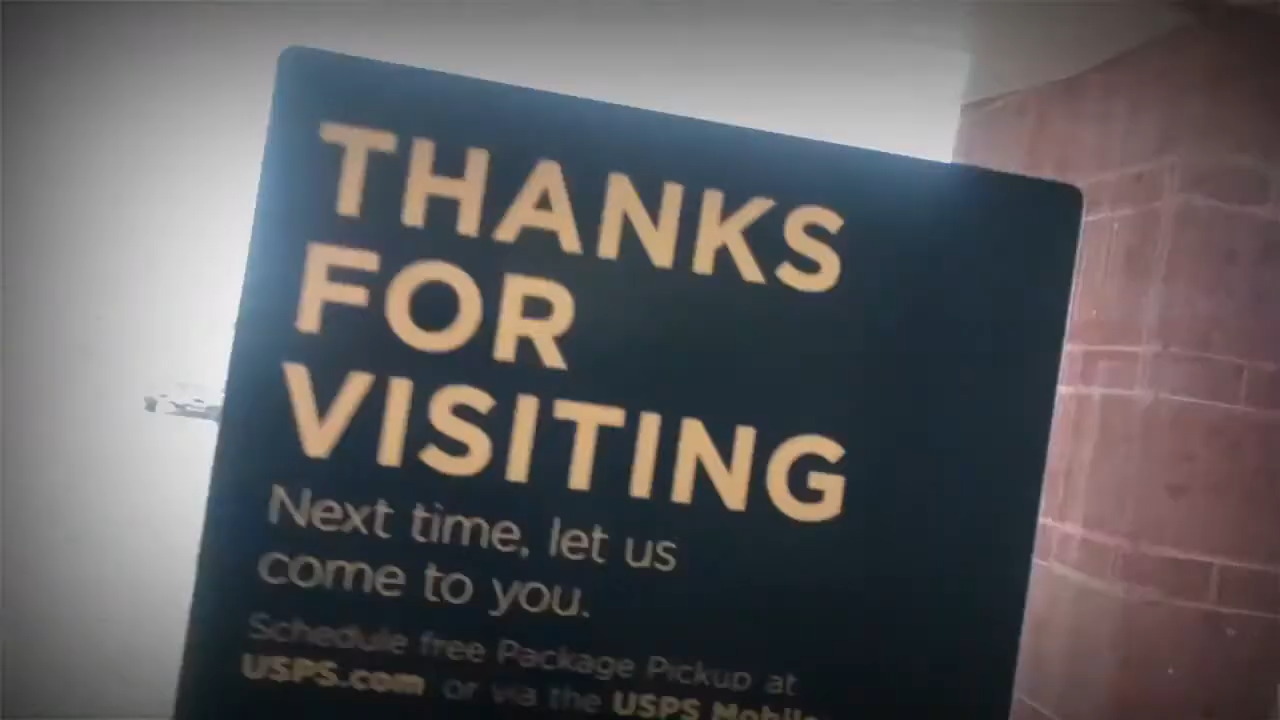 THANKS
FOR
VISITING
Next time, let us
come to you.
Schedule free Package Pickup at
USPS.com or via the USPS Mobile